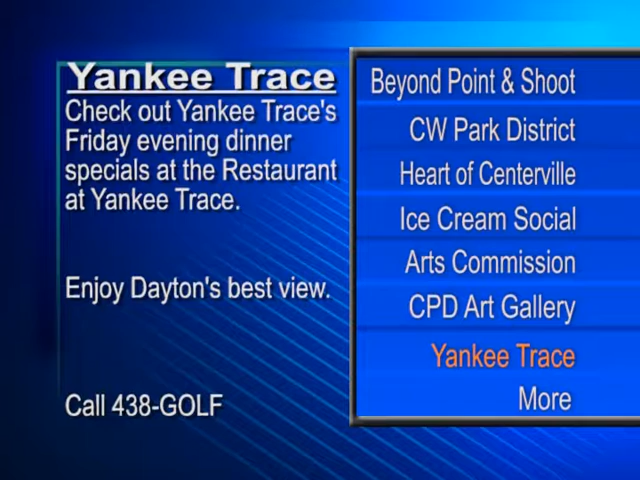 Yankee Trace
Check out Yankee Trace's
Friday evening dinner
specials at the Restaurant
at Yankee Trace.
Enjoy Dayton's best view.
Call 438-GOLF
Beyond Point & Shoot
CW Park District
Heart of Centerville
Ice Cream Social
Arts Commission
CPD Art Gallery
Yankee Trace
More